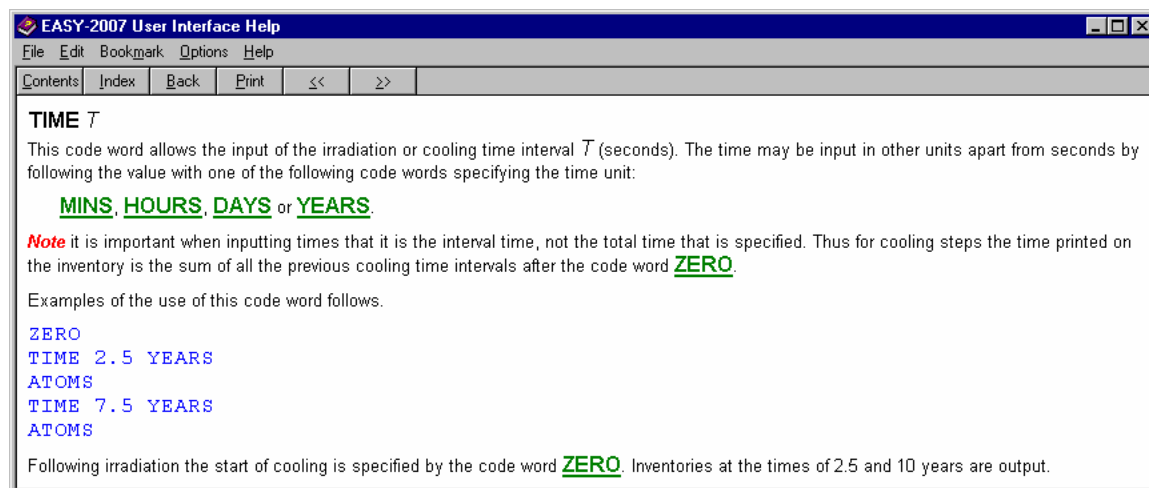 EASY-2007 User Interface Help
File Edit Bookmark Options Help
Contents Index Back Print << >>
TIME T
This code word allows the input of the irradiation or cooling time interval T (seconds). The time may be input in other units apart from seconds by
following the value with one of the following code words specifying the time unit:
MINS, HOURS, DAYS or YEARS.
Note it is important when inputting times that it is the interval time, not the total time that is specified. Thus for cooling steps the time printed on
the inventory is the sum of all the previous cooling time intervals after the code word ZERO.
Examples of the use of this code word follows.
ZERO
TIME 2.5 YEARS
ATOMS
TIME 7.5 YEARS
ATOMS
Following irradiation the start of cooling is specified by the code word ZERO. Inventories at the times of 2.5 and 10 years are output.